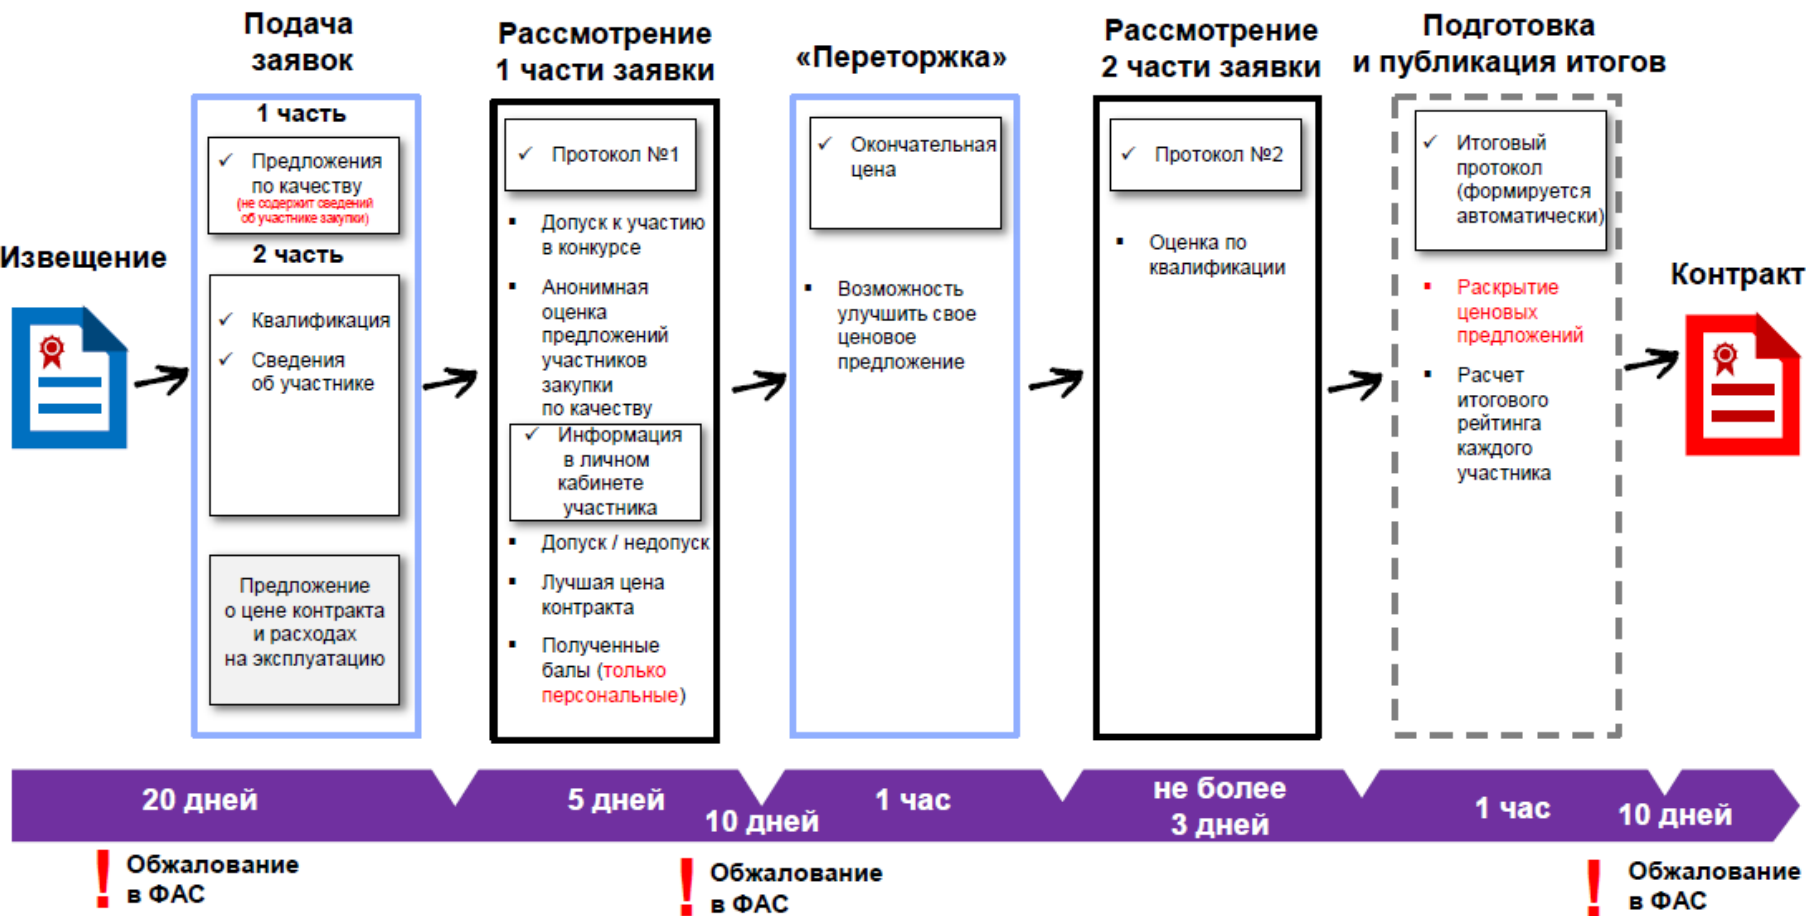 Извещение
Подача
заявок
1 часть
✓ Предложения
по качеству
(не содержит сведений
об участнике закупки)
2 часть
✓ Квалификация
✓ Сведения
об участнике
Предложение
о цене контракта
и расходах
на эксплуатацию
Рассмотрение
1 части заявки
✓ Протокол №1
▪ Допуск к участию
в конкурсе
▪ Анонимная
оценка
предложений
участников
закупки
по качеству
✓ Информация
в личном
кабинете
участника
▪ Допуск / недопуск
▪ Лучшая цена
контракта
▪ Полученные
балы (только
персональные)
«Переторжка»
✓ Окончательная
цена
▪ Возможность
улучшить свое
ценовое
предложение
Рассмотрение
2 части заявки
✓ Протокол №2
▪ Оценка по
квалификации
Подготовка
и публикация итогов
✓ Итоговый
протокол
(формируется
автоматически)
▪ Раскрытие
ценовых
предложений
▪ Расчет
итогового
рейтинга
каждого
участника
Контракт
20 дней
5 дней
10 дней
1 час
не более
3 дней
1 час
10 дней
! Обжалование
в ФАС
! Обжалование
в ФАС
! Обжалование
в ФАС